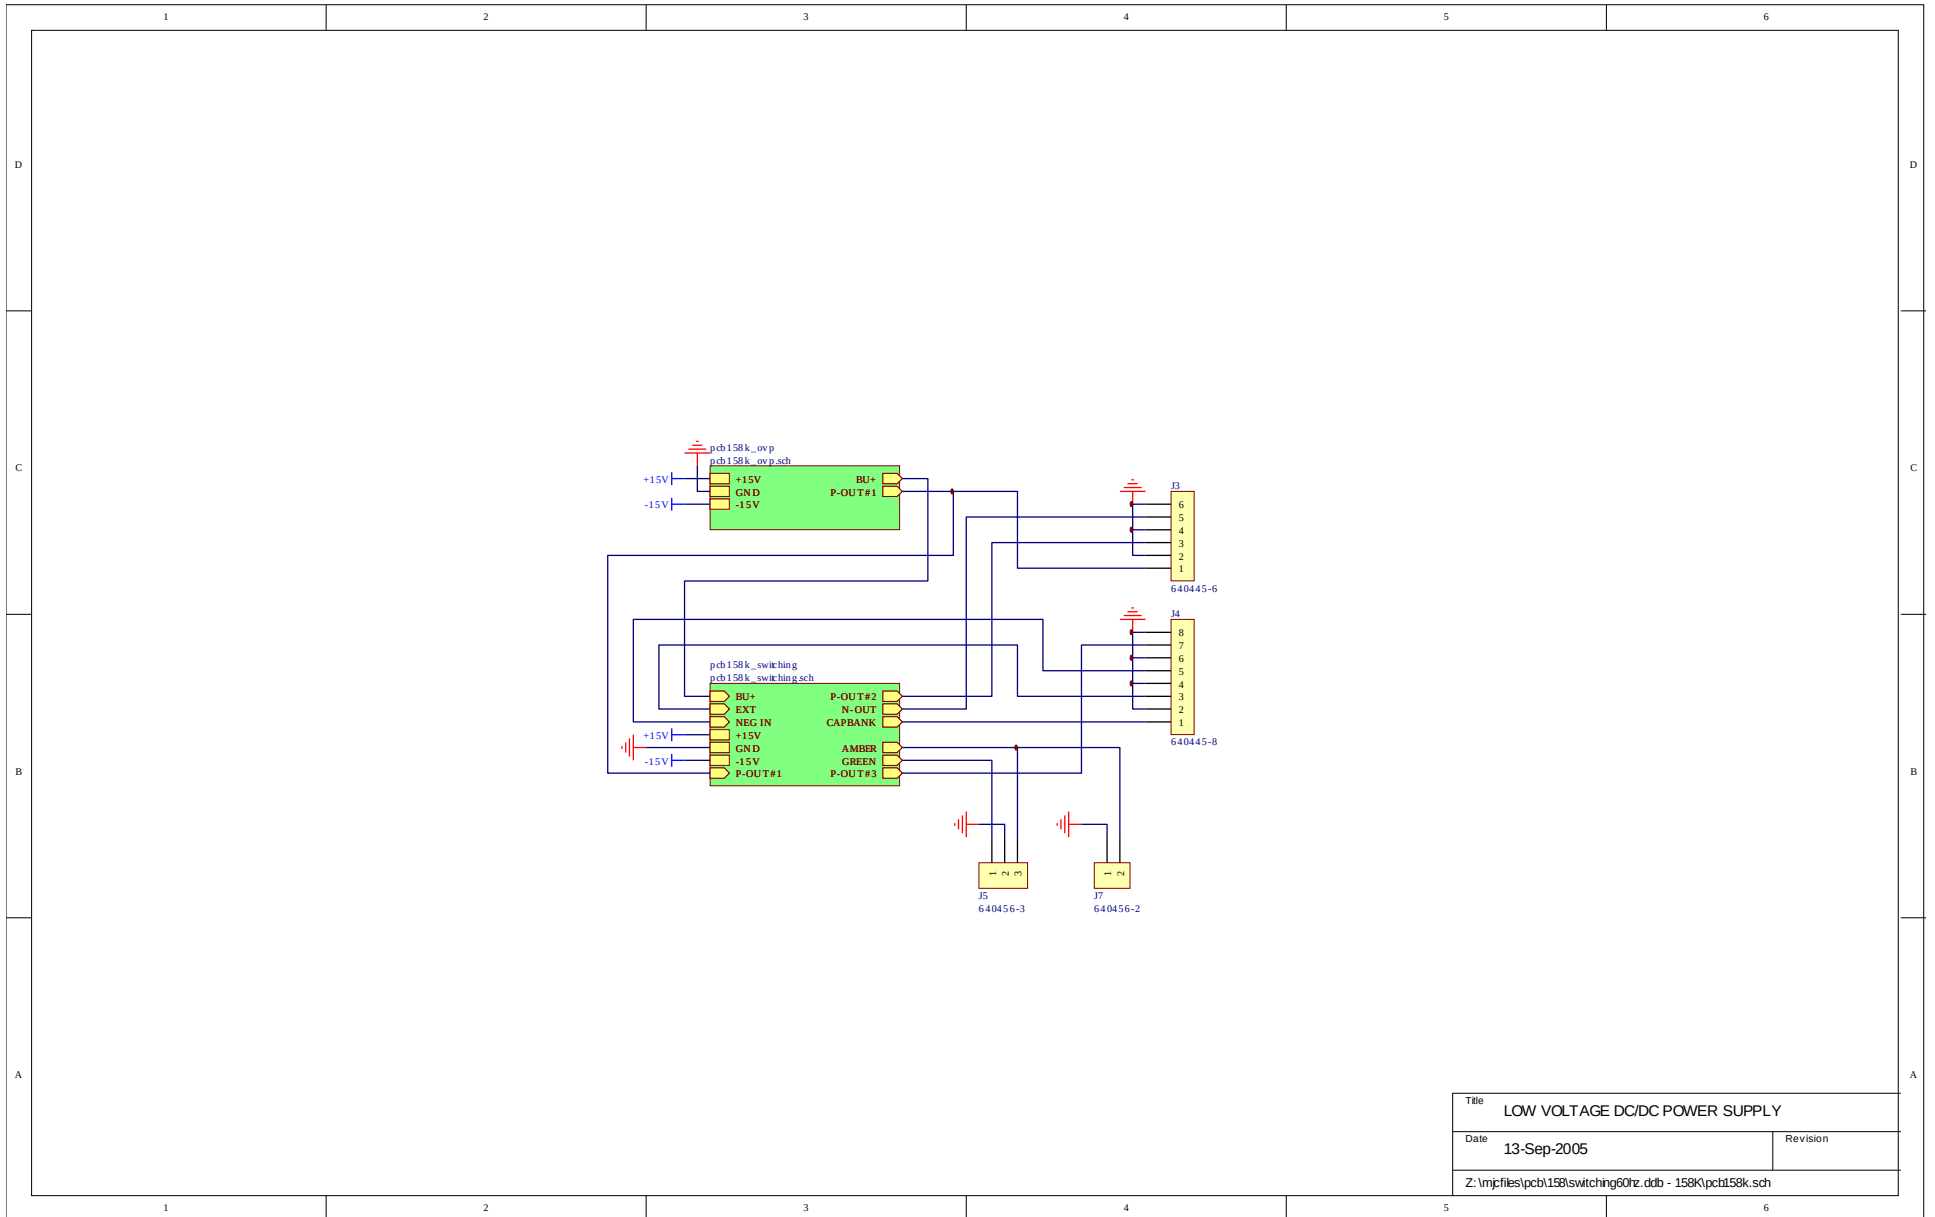 1 2 3 4 5 6
D D
C C
B B
A A
pcb158k_ovp
pcb158k_ovp.sch
+15V
-15V
+15V
GND
-15V
BU+
P-OUT#1
J3
6
5
4
3
2
1
640445-6
J4
8
7
6
5
4
3
2
1
640445-8
pcb158k_switching
pcb158k_switching.sch
+15V
-15V
BU+
EXT
NEG IN
+15V
GND
-15V
P-OUT#1
P-OUT#2
N-OUT
CAPBANK
AMBER
GREEN
P-OUT#3
1 2 3
J5
640456-3
1 2
J7
640456-2
Title
LOW VOLTAGE DC/DC POWER SUPPLY
Date
13-Sep-2005
Revision
Z:\mjcfiles\pcb\158\switching60hz.ddb - 158K\pcb158k.sch
1 2 3 4 5 6